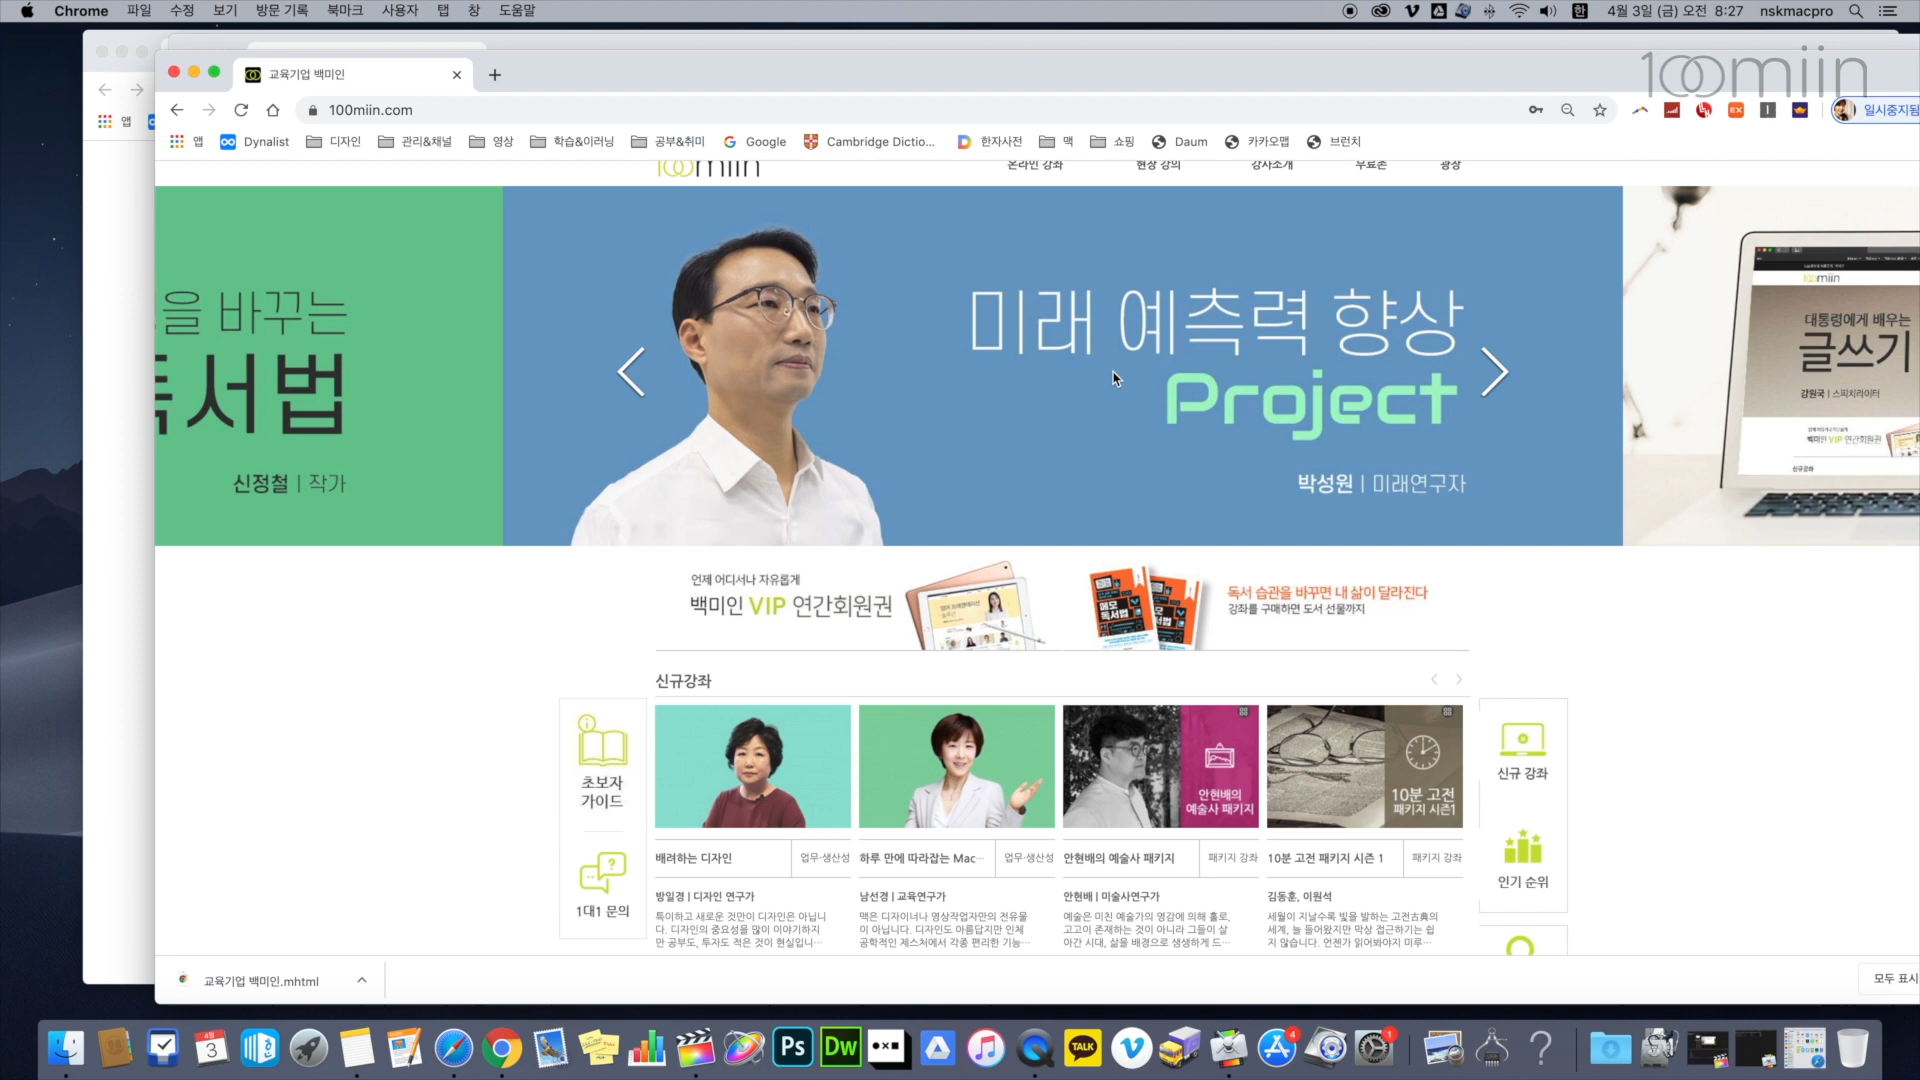 Chrome 파일 수정 보기 방문 기록 북마크 사용자 탭 창 도움말
한 4월 3일 (금) 오전 8:27 nskmacpro
100miin
교육기업 백미인
앱
100miin.com
일시중지됨
앱 Dynalist 디자인 관리&채널 영상 학습&이러닝 공부&취미 Google Cambridge Dictio... 한자사전 맥 쇼핑 Daum 카카오맵 브런치
100miin
온라인 강좌 현장 강의 강사소개 무료존 광장
을 바꾸는
독서법
신정철 | 작가
미래 예측력 향상
Project
박성원 | 미래연구자
100miin
대통령에게 배우는
글쓰기
강원국 | 스피치라이터
백미인 VIP 연간회원권
신규강좌
언제 어디서나 자유롭게
백미인 VIP 연간회원권
독서 습관을 바꾸면 내 삶이 달라진다
강좌를 구매하면 도서 선물까지
메모
독서법
신규강좌
초보자
가이드
1대1 문의
안현배의
예술사 패키지
10분 고전
패키지 시즌1
배려하는 디자인 업무·생산성
방일경 | 디자인 연구가
특이하고 새로운 것만이 디자인은 아닙니
다. 디자인의 중요성을 많이 이야기하지
만 공부도, 투자도 적은 것이 현실입니…
하루 만에 따라잡는 Mac… 업무·생산성
남선경 | 교육연구가
맥은 디자이너나 영상작업자만의 전유물
이 아닙니다. 디자인도 아름답지만 인체
공학적인 제스처에서 각종 편리한 기능…
안현배의 예술사 패키지 패키지 강좌
안현배 | 미술사연구가
예술은 미친 예술가의 영감에 의해 홀로,
고고이 존재하는 것이 아니라 그들이 살
아간 시대, 삶을 배경으로 생생하게 드…
10분 고전 패키지 시즌 1 패키지 강좌
김동훈, 이원석
세월이 지날수록 빛을 발하는 고전古典의
세계, 늘 들어왔지만 막상 접근하기는 쉽
지 않습니다. 언젠가 읽어봐야지 미루…
신규 강좌
인기 순위
교육기업 백미인.mhtml
모두 표시
4월
3
Ps
Dw
TALK
4
1